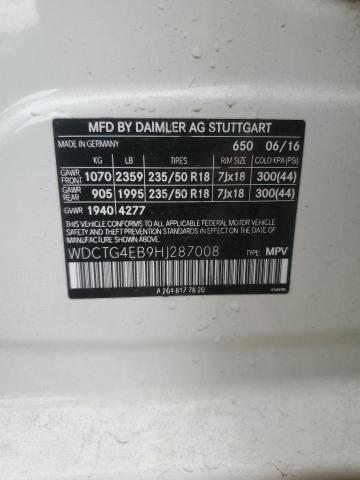 MFD BY DAIMLER AG STUTTGART
MADE IN GERMANY 650 06/16
KG LB TIRES RIM SIZE COLD KPA (PSI)
GAWR FRONT 1070 2359 235/50 R18 7Jx18 300(44)
GAWR REAR 905 1995 235/50 R18 7Jx18 300(44)
GVWR 1940 4277
THIS VEHICLE CONFORMS TO ALL APPLICABLE FEDERAL
MOTOR VEHICLE SAFETY, BUMPER, AND THEFT PREVENTION
STANDARDS IN EFFECT ON THE DATE OF MANUFACTURE
SHOWN ABOVE.
WDCTG4EB9HJ287008 TYPE: MPV
A 204 817 78 20